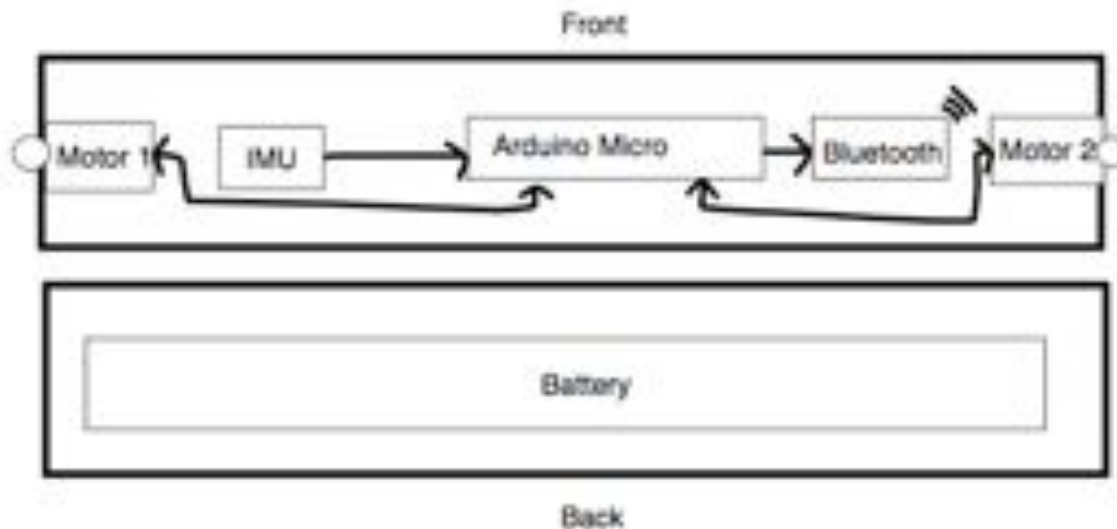 Front
Motor 1
IMU
Arduino Micro
Bluetooth
Motor 2
Battery
Back